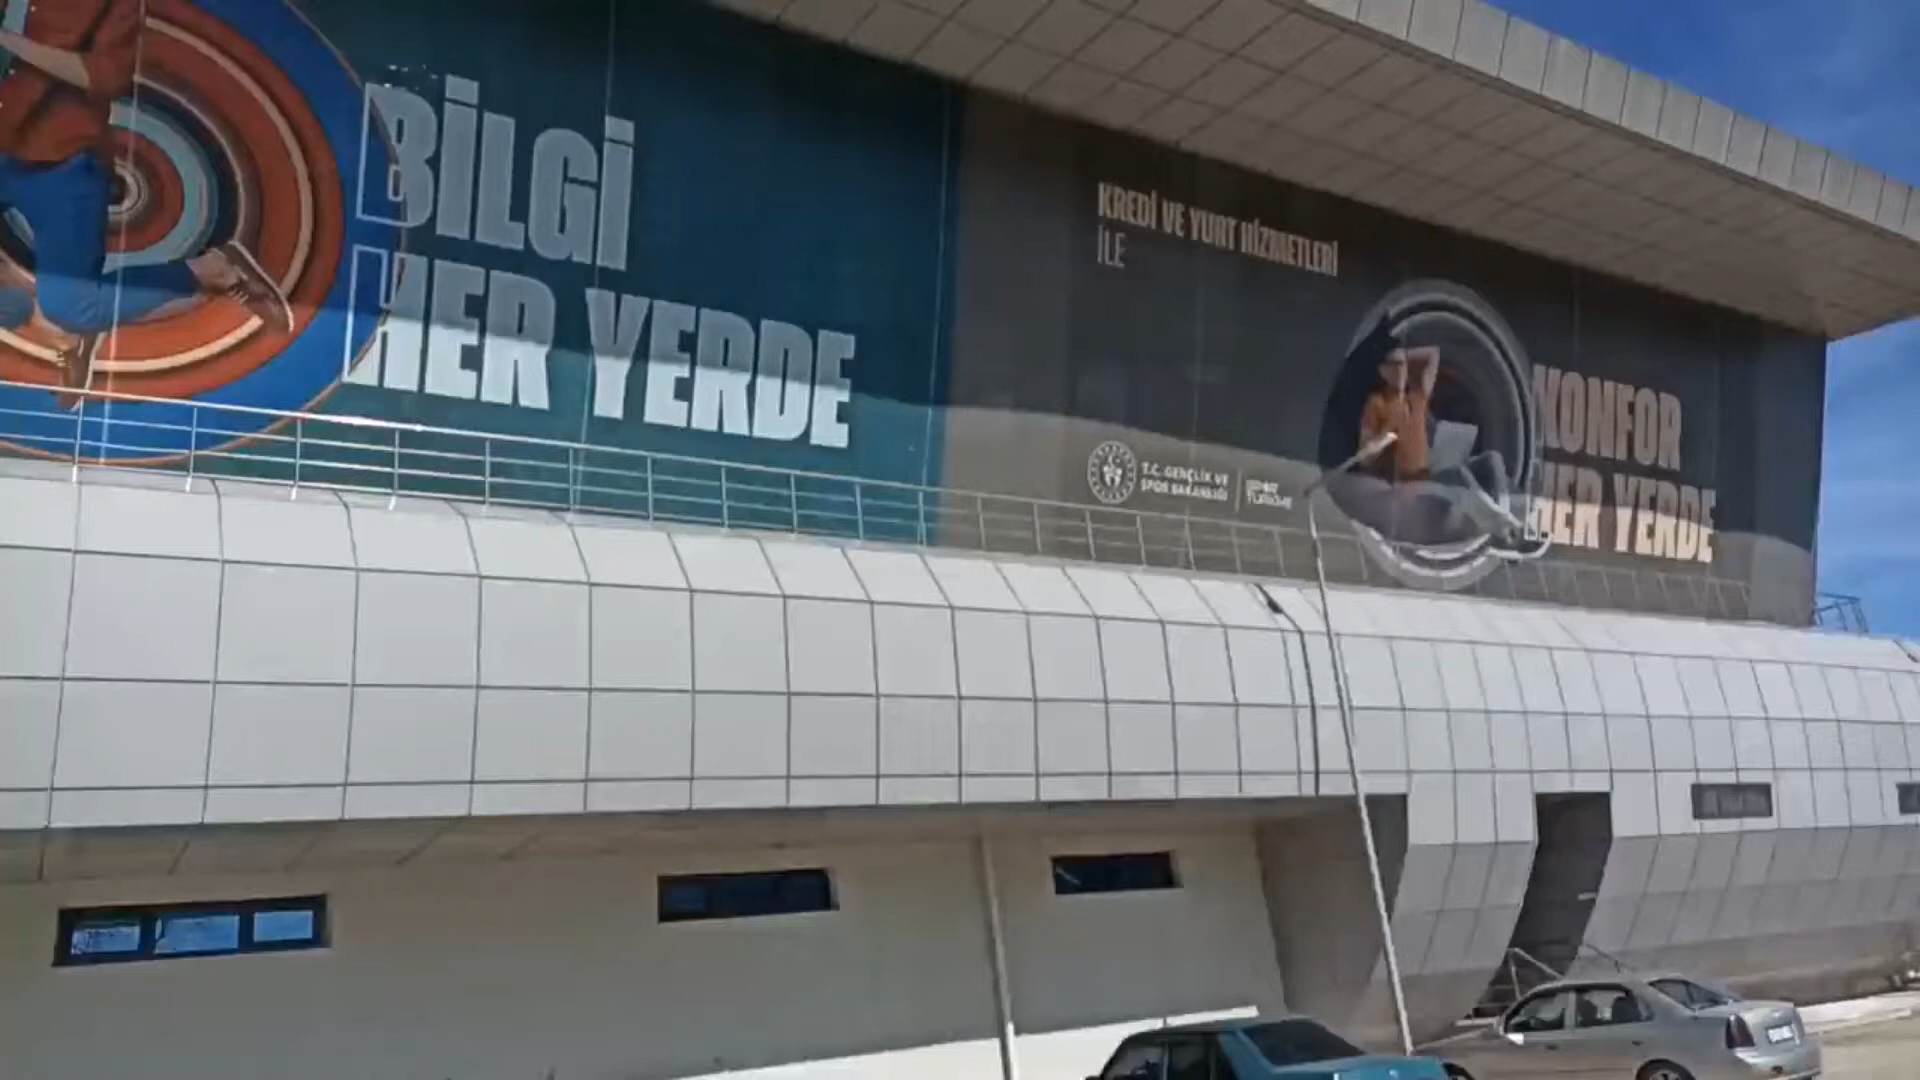 BİLGİ
HER YERDE
KREDİ VE YURT HİZMETLERİ
İLE
KONFOR
HER YERDE
T.C. GENÇLİK VE
SPOR BAKANLIĞI